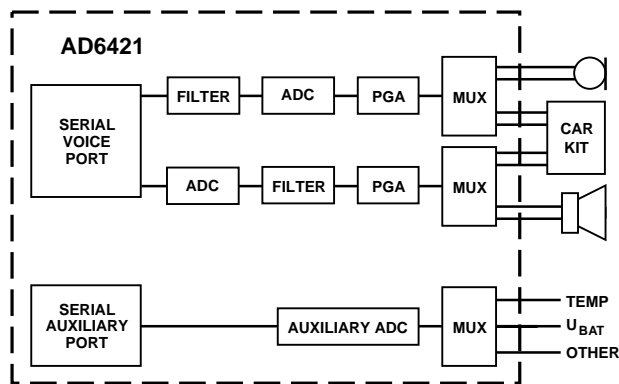 AD6421
FILTER ADC PGA MUX
SERIAL
VOICE
PORT
CAR
KIT
ADC FILTER PGA MUX
SERIAL
AUXILIARY
PORT
AUXILIARY ADC MUX
TEMP
UBAT
OTHER